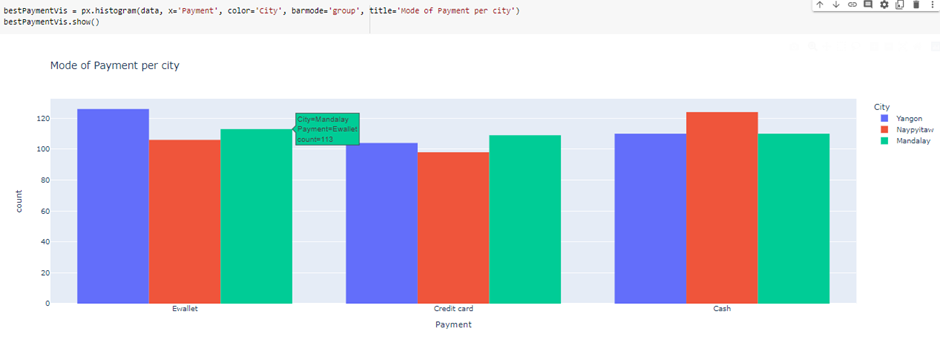 bestPaymentVis = px.histogram(data, x='Payment', color='City', barmode='group', title='Mode of Payment per city')
bestPaymentVis.show()
Mode of Payment per city
City
Yangon
Naypyitaw
Mandalay
City=Mandalay
Payment=Ewallet
count=113
120
100
80
60
40
20
0
count
Ewallet
Credit card
Cash
Payment